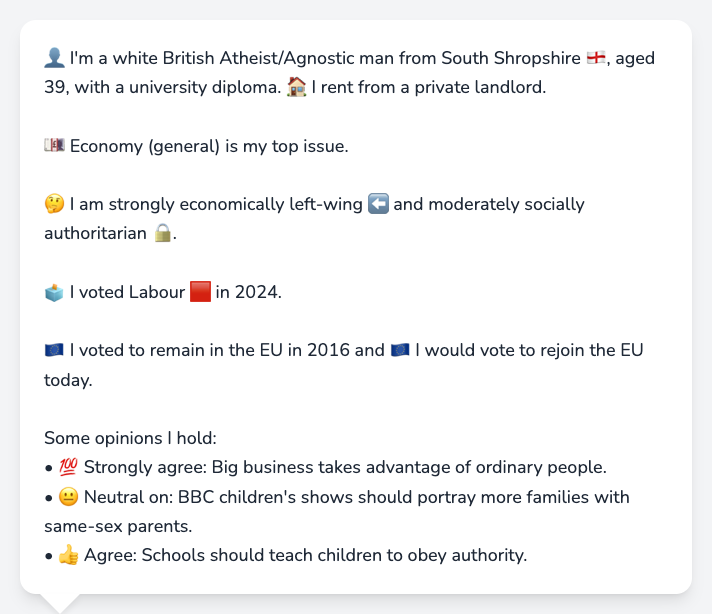 👤 I'm a white British Atheist/Agnostic man from South Shropshire 🏴󠁧󠁢󠁥󠁮󠁧󠁿, aged
39, with a university diploma. 🏠 I rent from a private landlord.
💷 Economy (general) is my top issue.
🤔 I am strongly economically left-wing ⬅️ and moderately socially
authoritarian 🔒.
🗳️ I voted Labour 🟥 in 2024.
🇪🇺 I voted to remain in the EU in 2016 and 🇪🇺 I would vote to rejoin the EU
today.
Some opinions I hold:
• 💯 Strongly agree: Big business takes advantage of ordinary people.
• 😐 Neutral on: BBC children's shows should portray more families with
same-sex parents.
• 👍 Agree: Schools should teach children to obey authority.